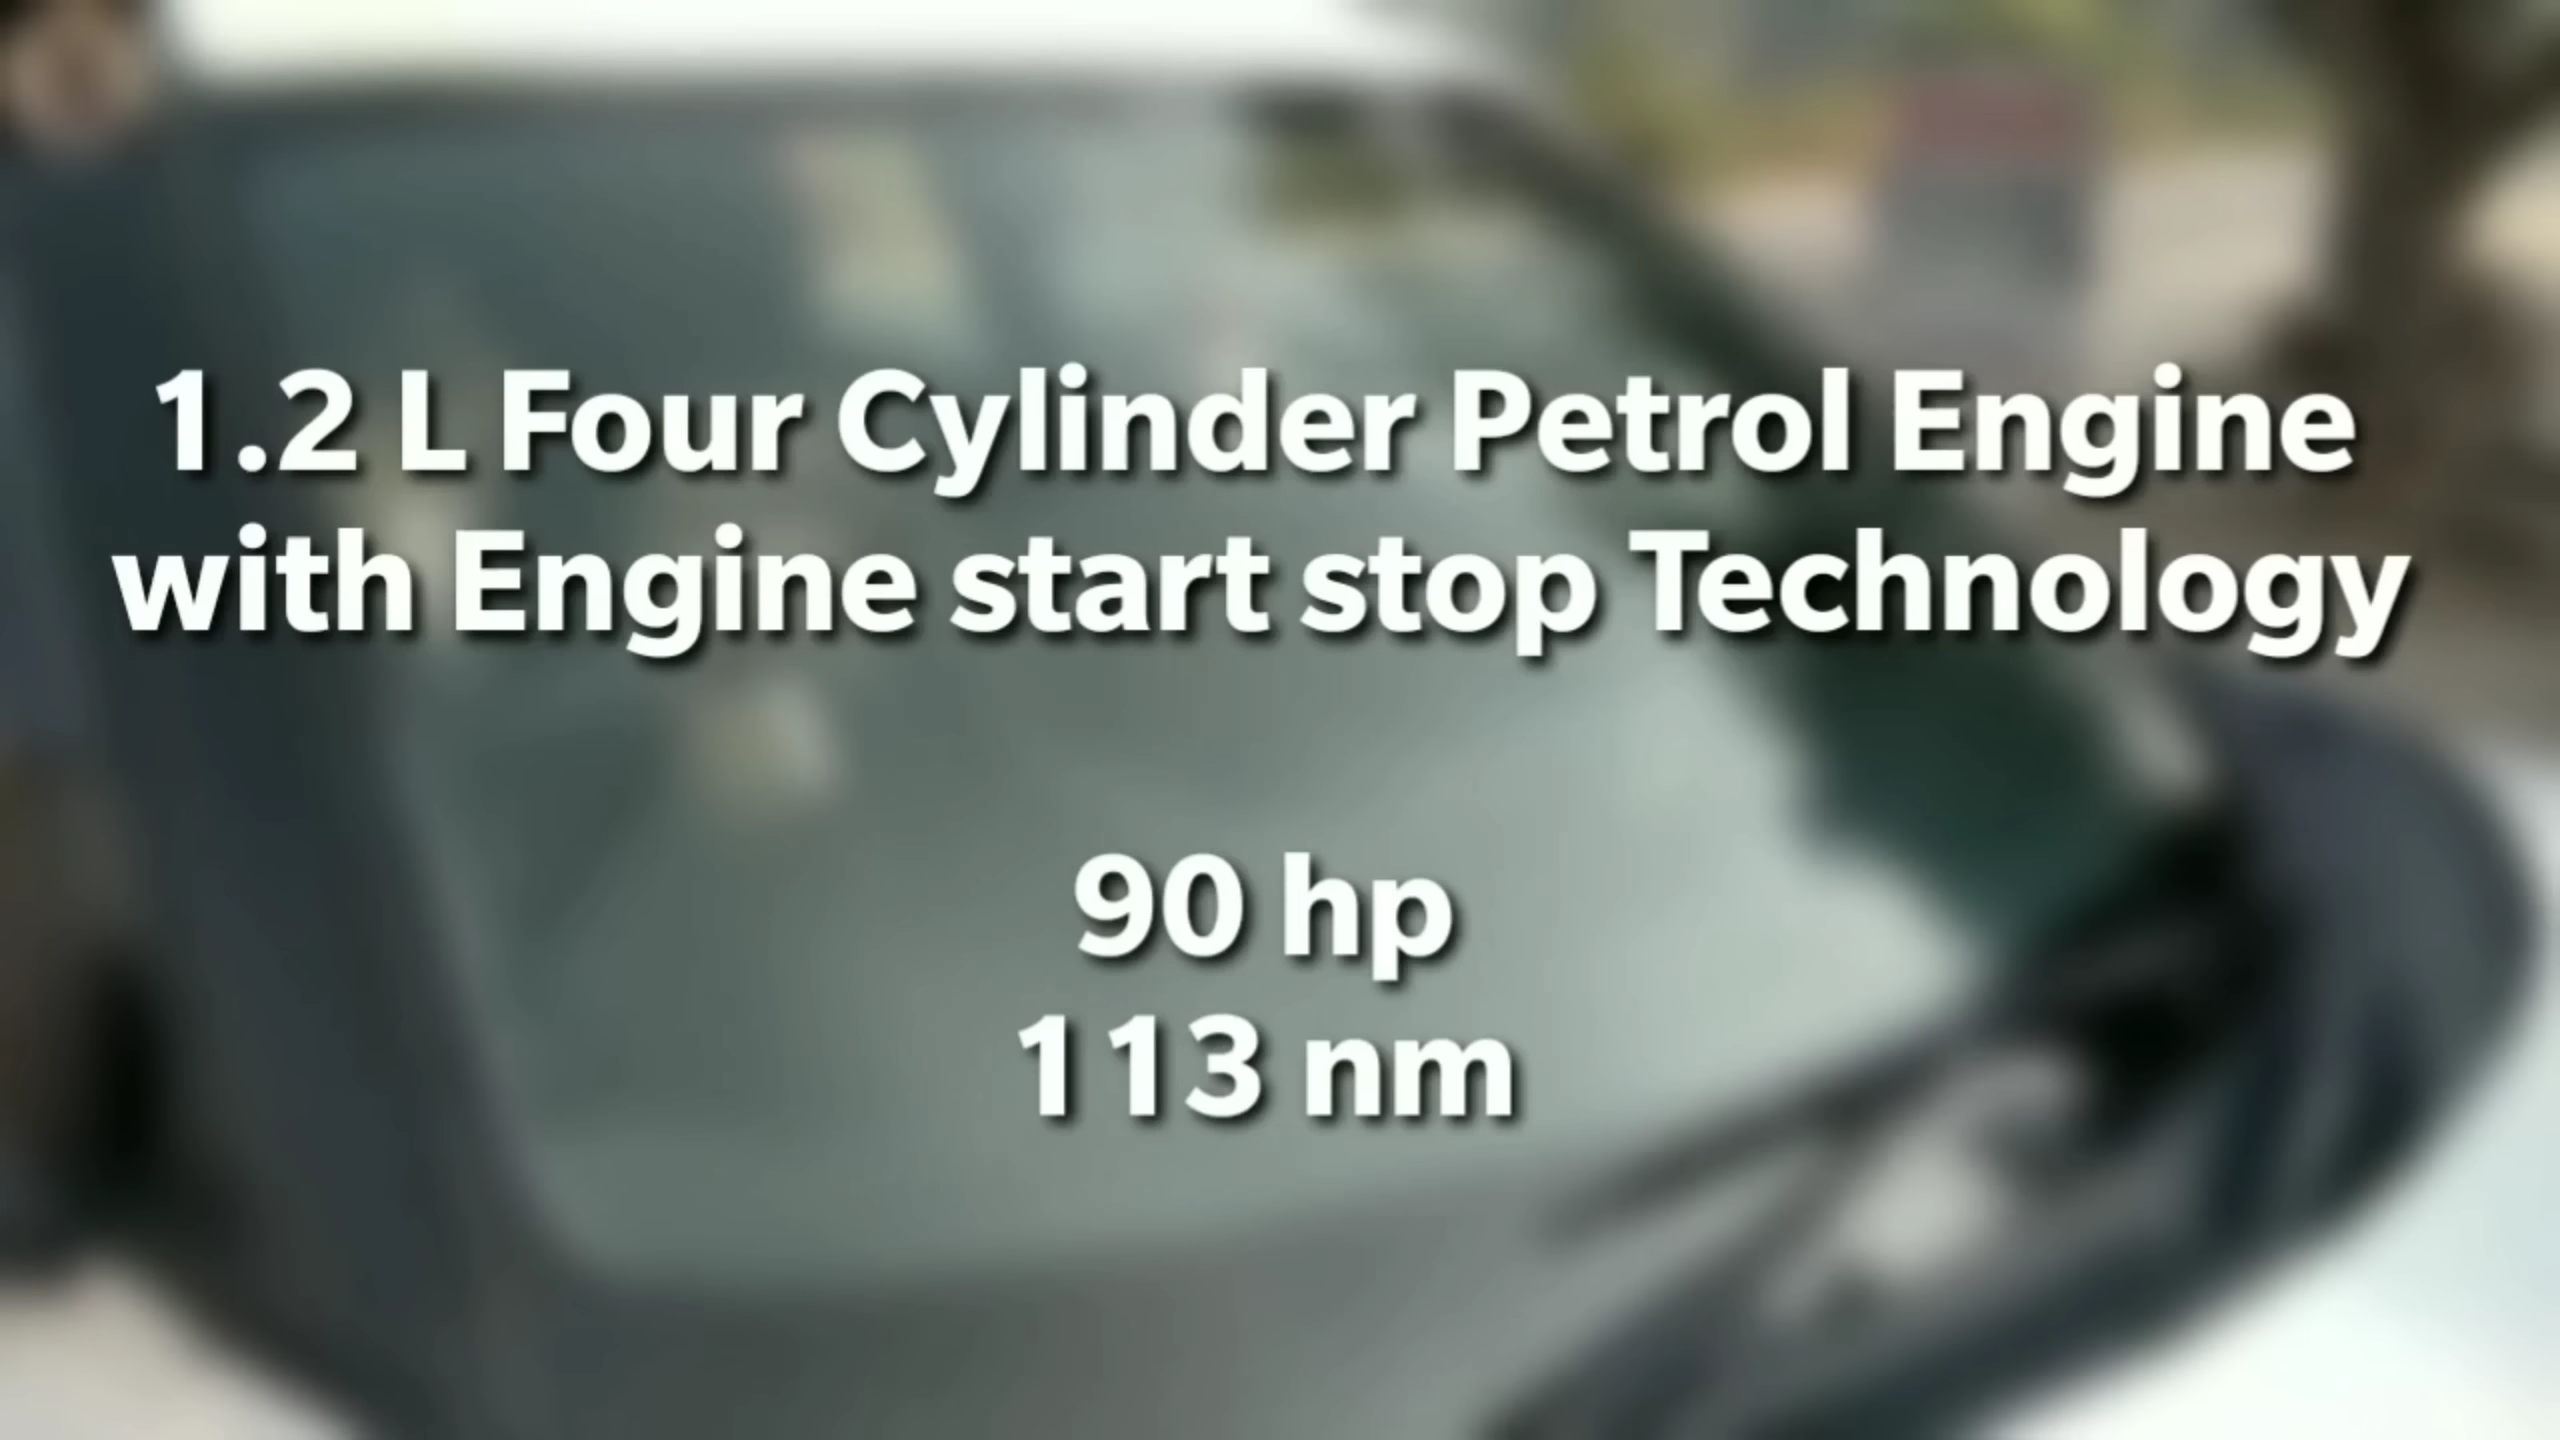 1.2 L Four Cylinder Petrol Engine
with Engine start stop Technology
90 hp
113 nm